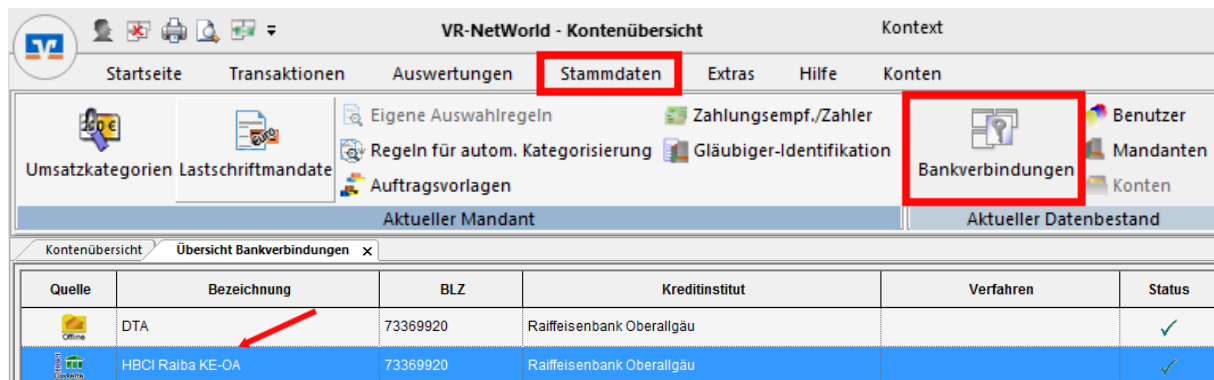 VR-NetWorld - Kontenübersicht Kontext
Startseite Transaktionen Auswertungen Stammdaten Extras Hilfe Konten
Umsatzkategorien
Lastschriftmandate
Eigene Auswahlregeln
Regeln für autom. Kategorisierung
Auftragsvorlagen
Zahlungsempf./Zahler
Gläubiger-Identifikation
Aktueller Mandant
Bankverbindungen
Benutzer
Mandanten
Konten
Aktueller Datenbestand
Kontenübersicht Übersicht Bankverbindungen x
Quelle Bezeichnung BLZ Kreditinstitut Verfahren Status
Offline DTA 73369920 Raiffeisenbank Oberallgäu
HBCI Raiba KE-OA 73369920 Raiffeisenbank Oberallgäu